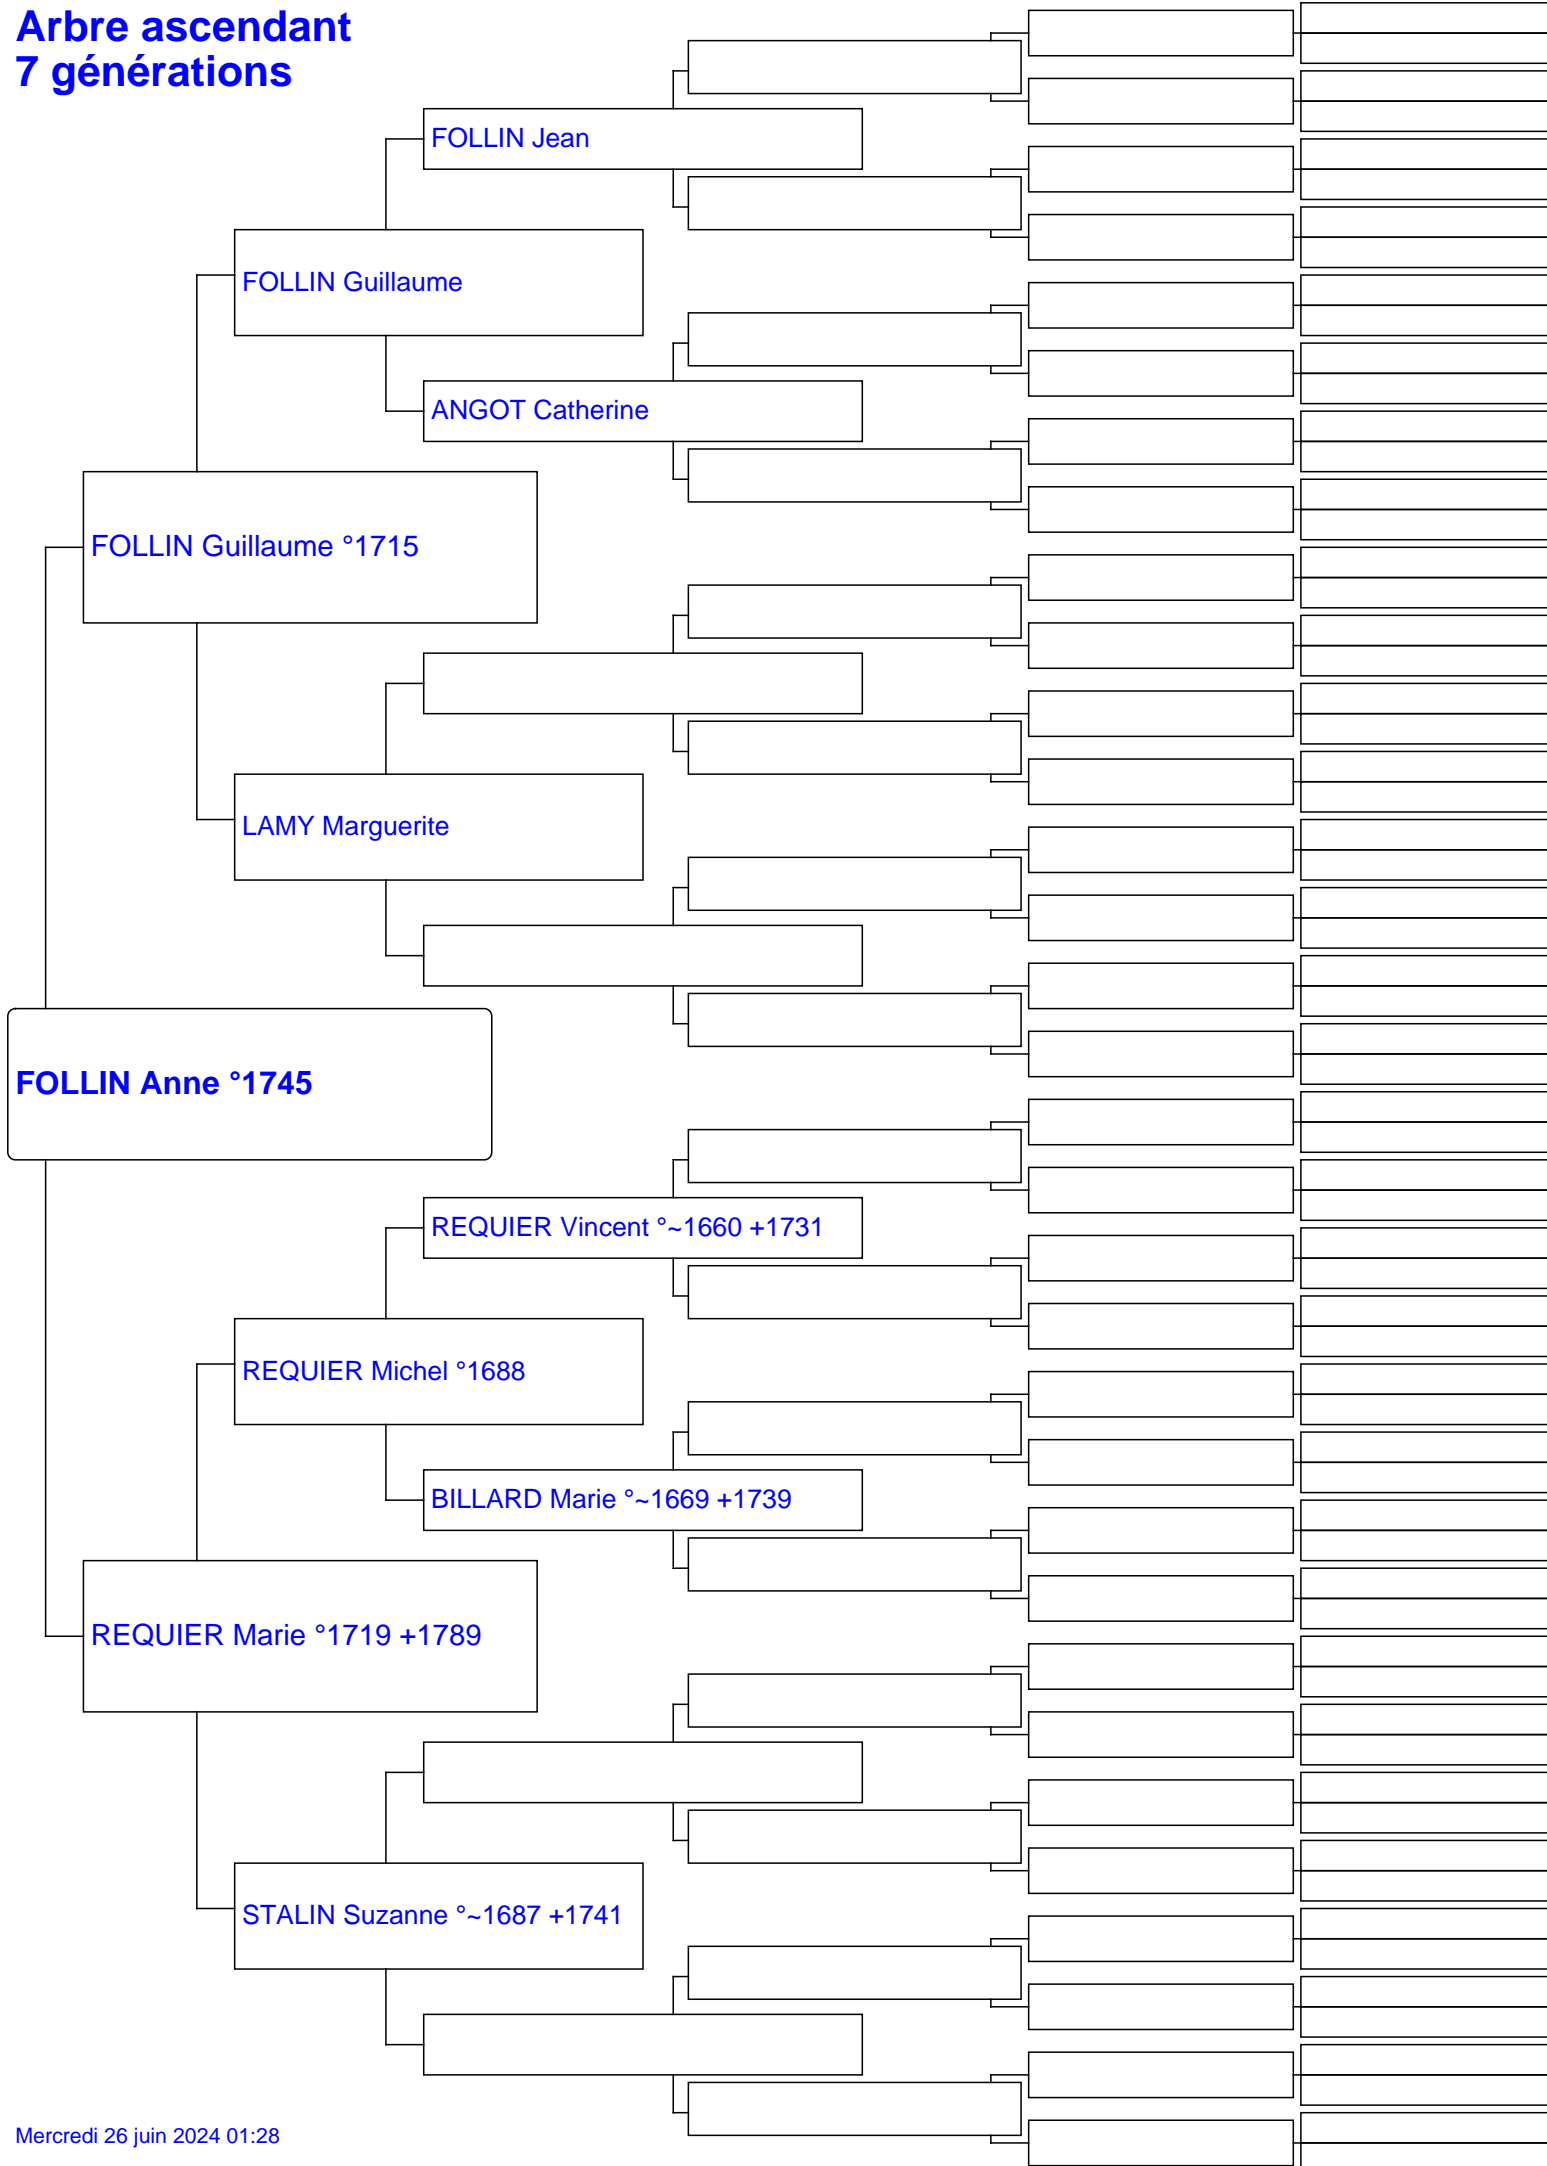 Arbre ascendant
7 générations
FOLLIN Jean
FOLLIN Guillaume
ANGOT Catherine
FOLLIN Guillaume °1715
LAMY Marguerite
FOLLIN Anne °1745
REQUIER Vincent °~1660 +1731
REQUIER Michel °1688
BILLARD Marie °~1669 +1739
REQUIER Marie °1719 +1789
STALIN Suzanne °~1687 +1741
Mercredi 26 juin 2024 01:28